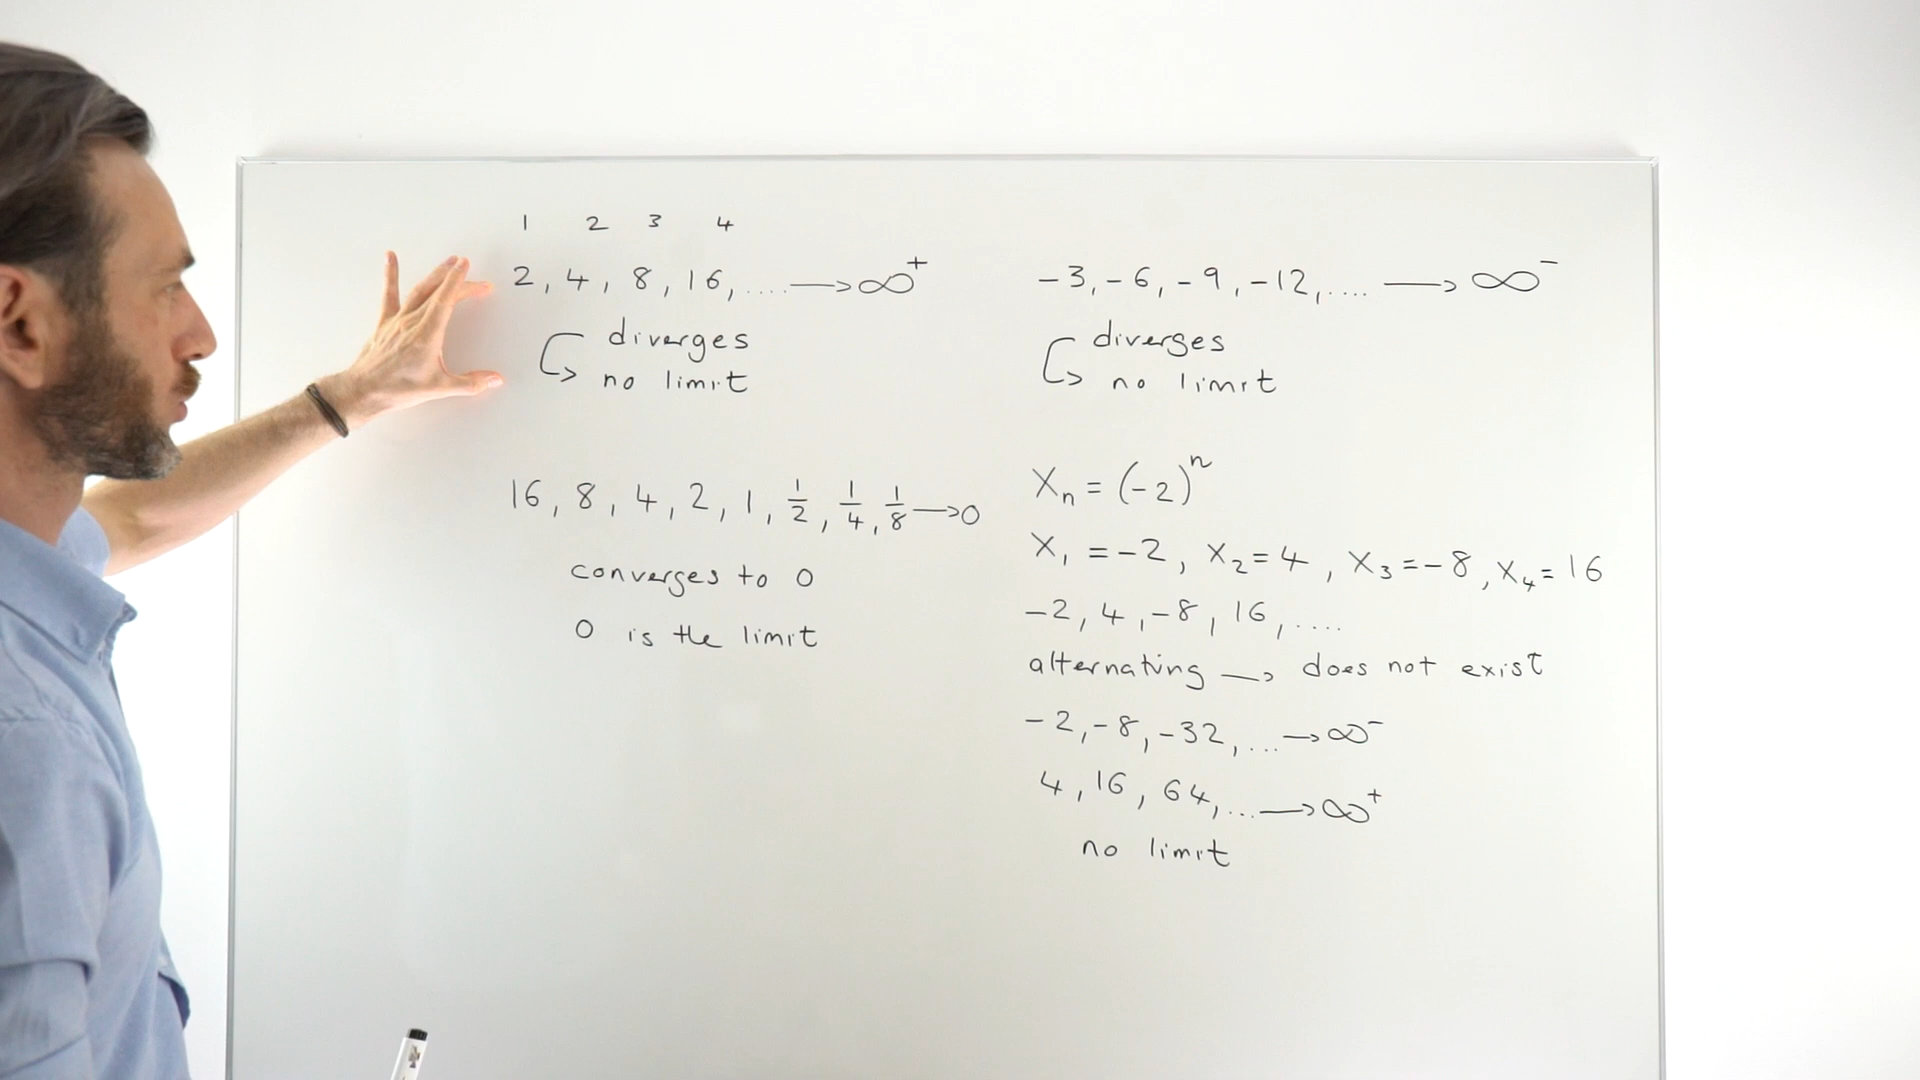 1 2 3 4
2, 4, 8, 16, .... → ∞⁺
diverges
no limit
16, 8, 4, 2, 1, 1/2, 1/4, 1/8 → 0
converges to 0
0 is the limit
-3, -6, -9, -12, .... → ∞⁻
diverges
no limit
Xₙ = (-2)ⁿ
X₁ = -2, X₂ = 4, X₃ = -8, X₄ = 16
-2, 4, -8, 16, ....
alternating → does not exist
-2, -8, -32, ... → ∞⁻
4, 16, 64, ... → ∞⁺
no limit